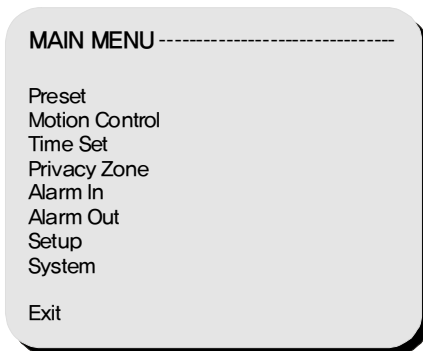 MAIN MENU --------------------------------
Preset
Motion Control
Time Set
Privacy Zone
Alarm In
Alarm Out
Setup
System
Exit